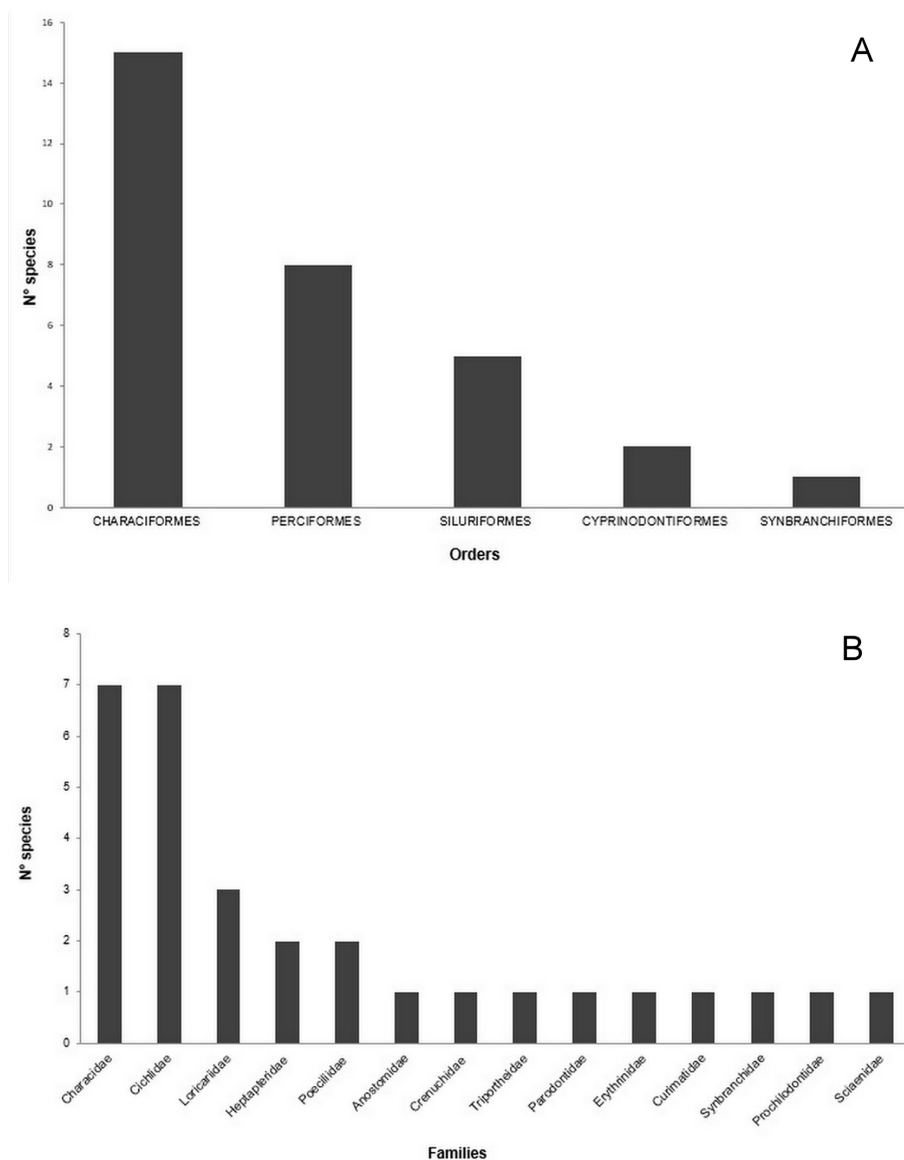 A
16
14
12
10
8
6
4
2
0
N° species
CHARACIFORMES PERCIFORMES SILURIFORMES CYPRINODONTIFORMES SYNBRANCHIFORMES
Orders
B
8
7
6
5
4
3
2
1
0
N° species
Characidae Cichlidae Loricariidae Heptapteridae Poeciliidae Anostomidae Crenuchidae Triportheidae Parodontidae Erythrinidae Curimatidae Synbranchidae Prochilodontidae Sciaenidae
Families